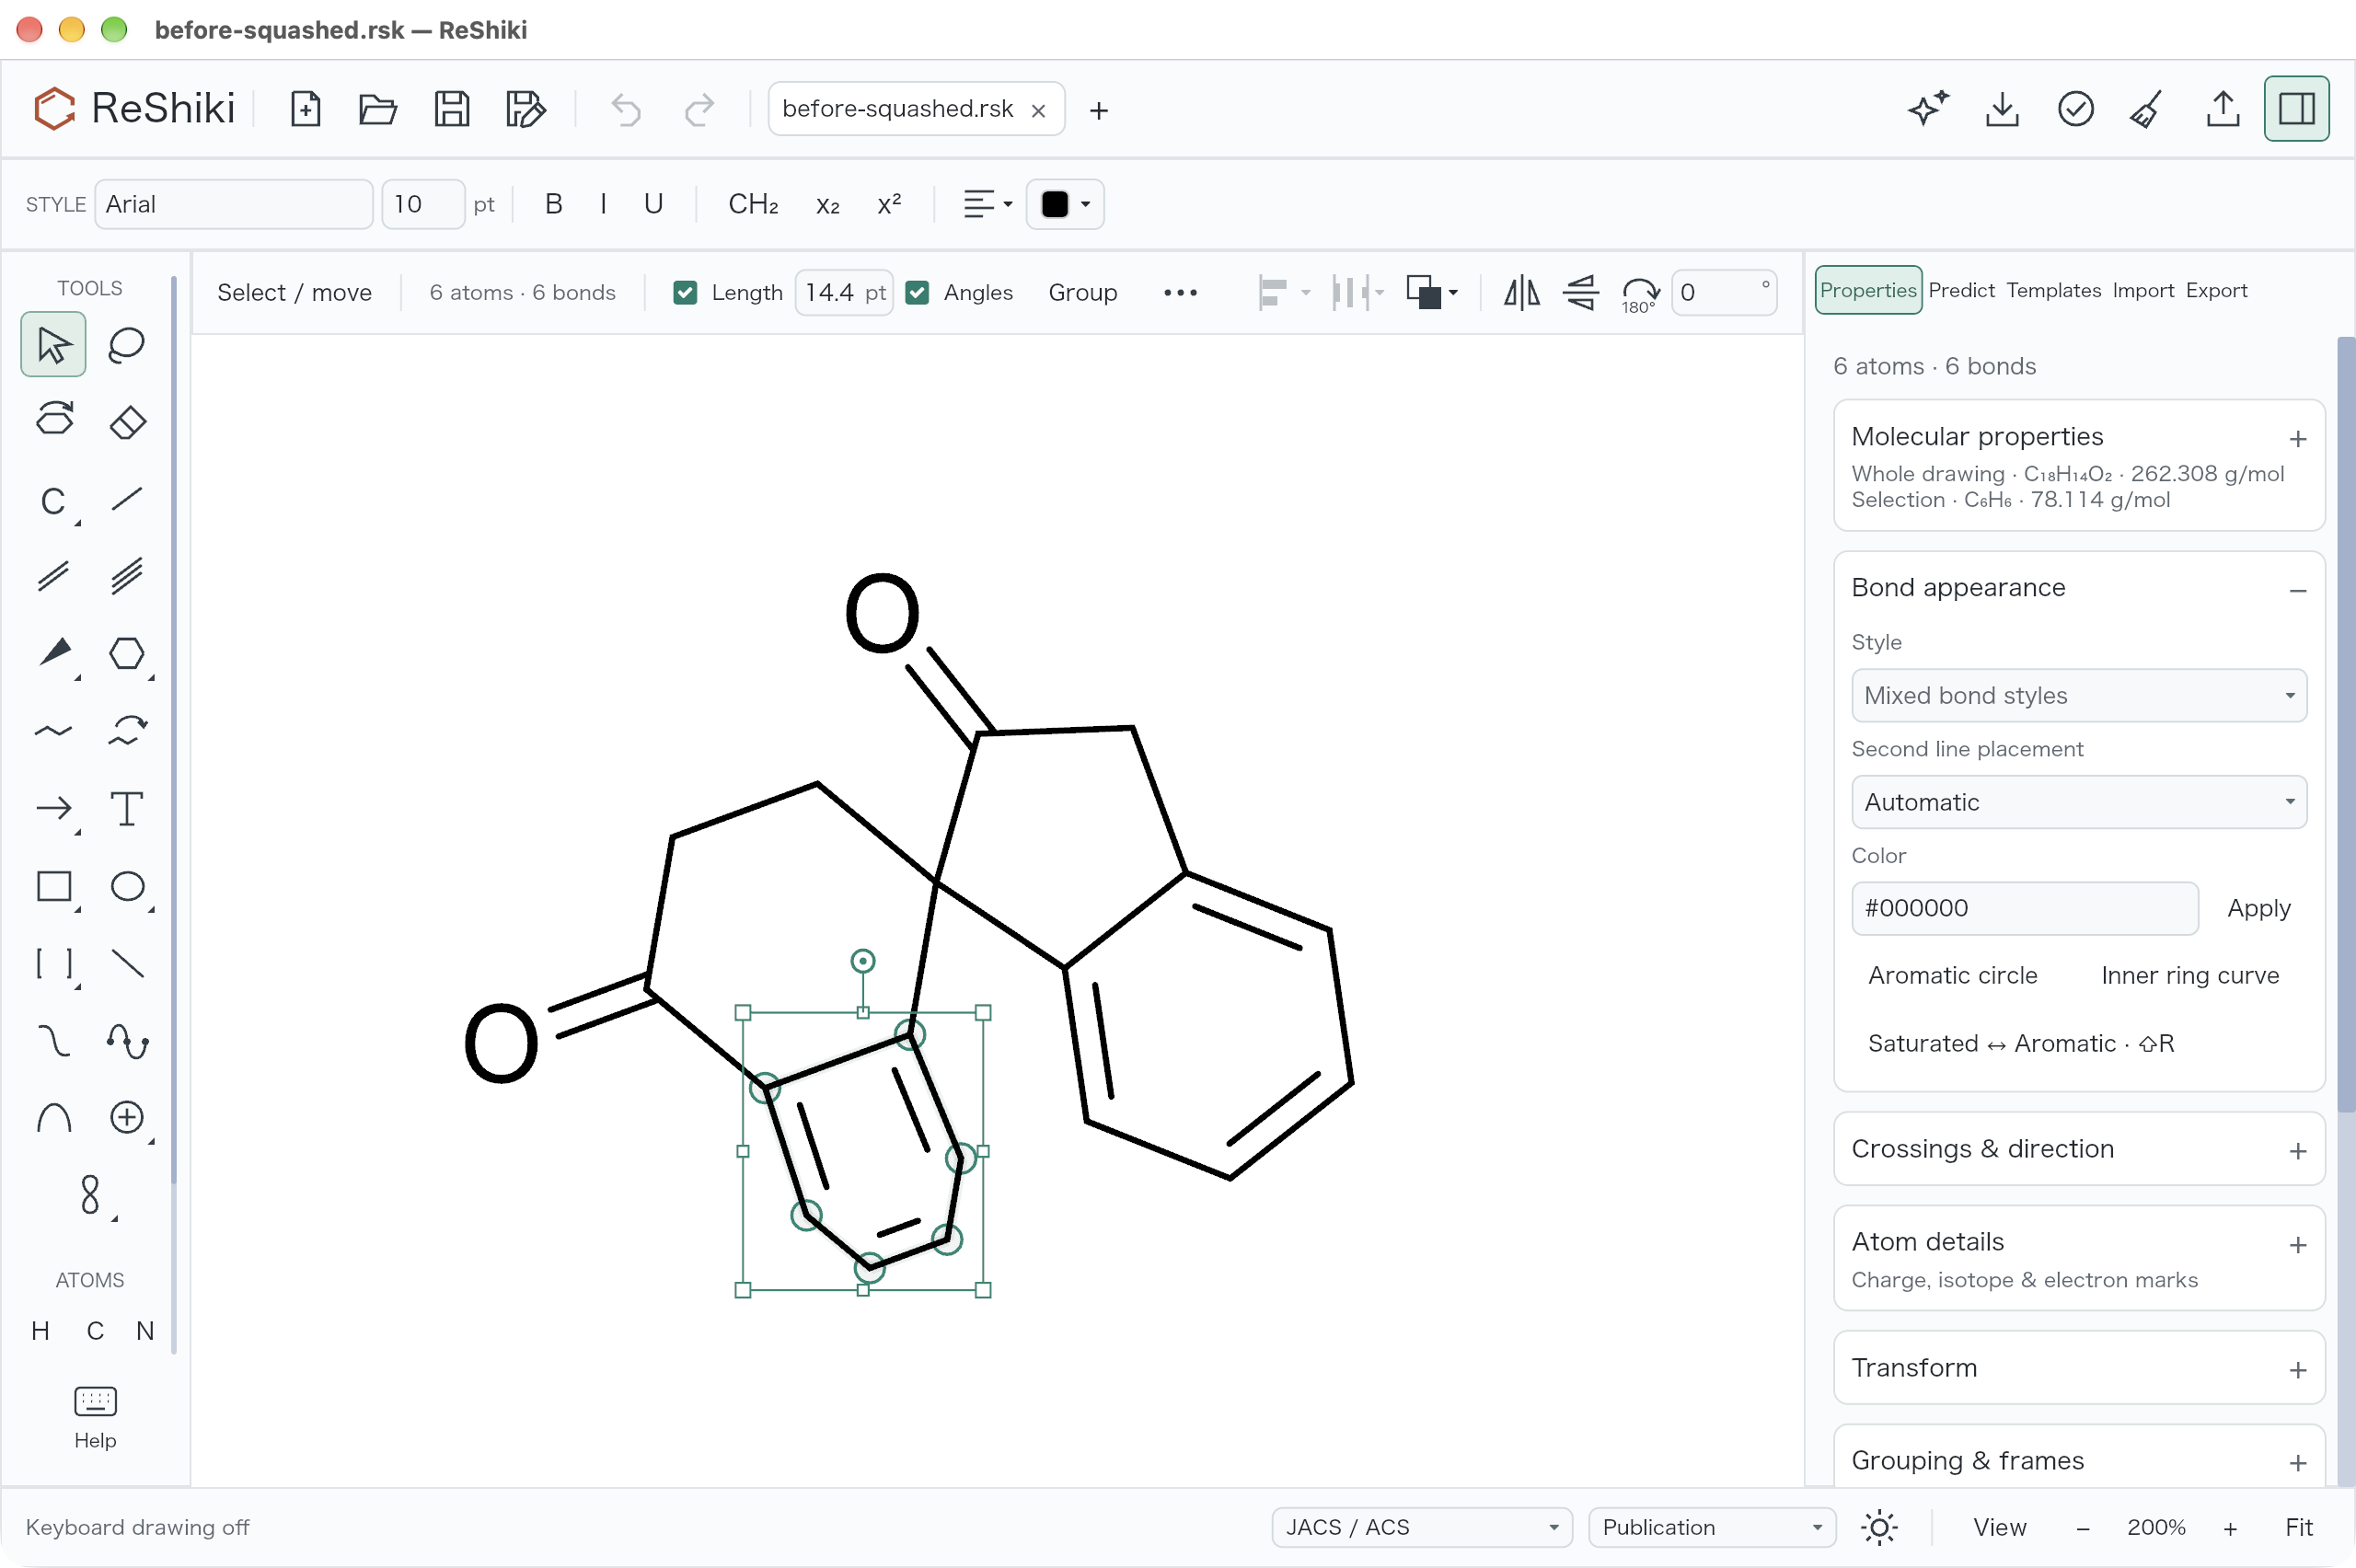 before-squashed.rsk — ReShiki
ReShiki
before-squashed.rsk × +
STYLE Arial 10 pt B I U CH₂ x₂ x²
TOOLS
Select / move 6 atoms · 6 bonds Length 14.4 pt Angles Group ••• 180° 0 °
Properties Predict Templates Import Export
6 atoms · 6 bonds
Molecular properties +
Whole drawing · C₁₈H₁₄O₂ · 262.308 g/mol
Selection · C₆H₆ · 78.114 g/mol
Bond appearance −
Style
Mixed bond styles
Second line placement
Automatic
Color
#000000 Apply
Aromatic circle Inner ring curve
Saturated ↔ Aromatic · ⇧R
Crossings & direction +
Atom details +
Charge, isotope & electron marks
Transform +
Grouping & frames +
C
T
[ ]
O
O
ATOMS
H C N
Help
Keyboard drawing off
JACS / ACS Publication View − 200% + Fit